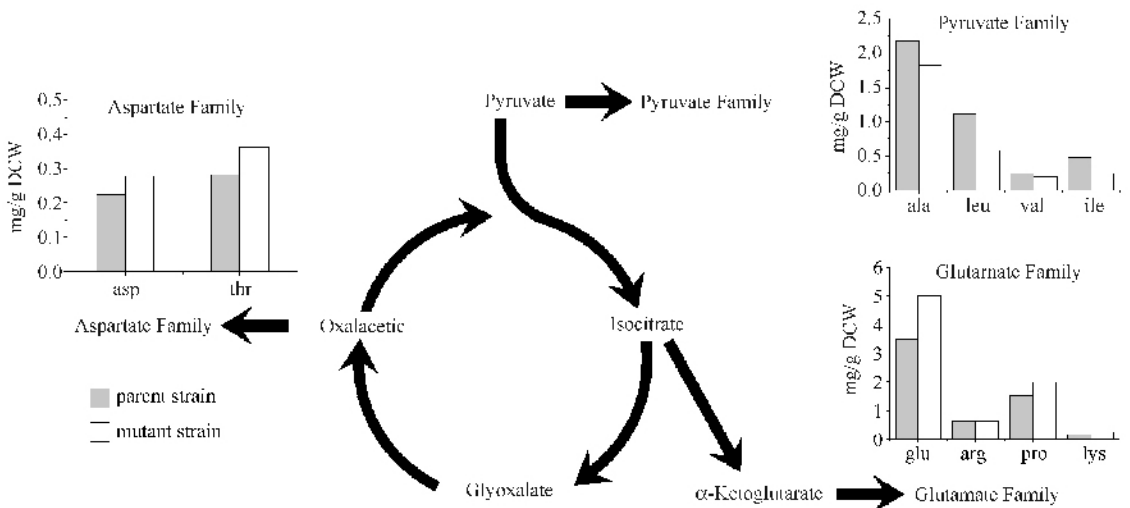 Aspartate Family
mg/g DCW
0.5
0.4
0.3
0.2
0.1
0.0
asp thr
Pyruvate Pyruvate Family
Pyruvate Family
mg/g DCW
2.5
2.0
1.5
1.0
0.5
0.0
ala leu val ile
Aspartate Family Oxalacetic Isocitrate
parent strain
mutant strain
Glyoxalate α-Ketoglutarate Glutamate Family
Glutarnate Family
mg/g DCW
6
5
4
3
2
1
0
glu arg pro lys